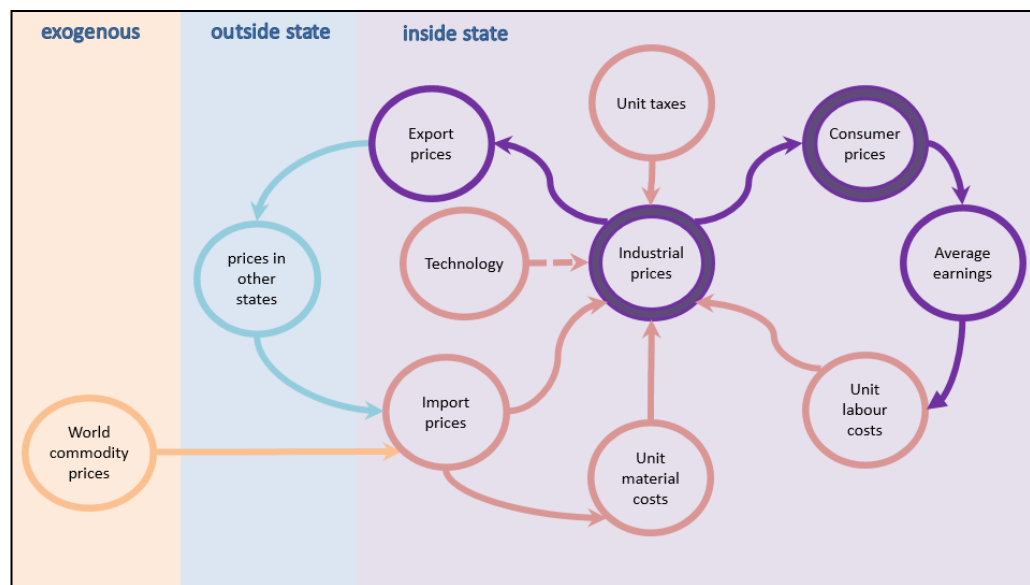 exogenous
outside state
inside state
Unit taxes
Export
prices
Consumer
prices
Technology
Industrial
prices
Average
earnings
prices in
other
states
Import
prices
Unit
labour
costs
World
commodity
prices
Unit
material
costs